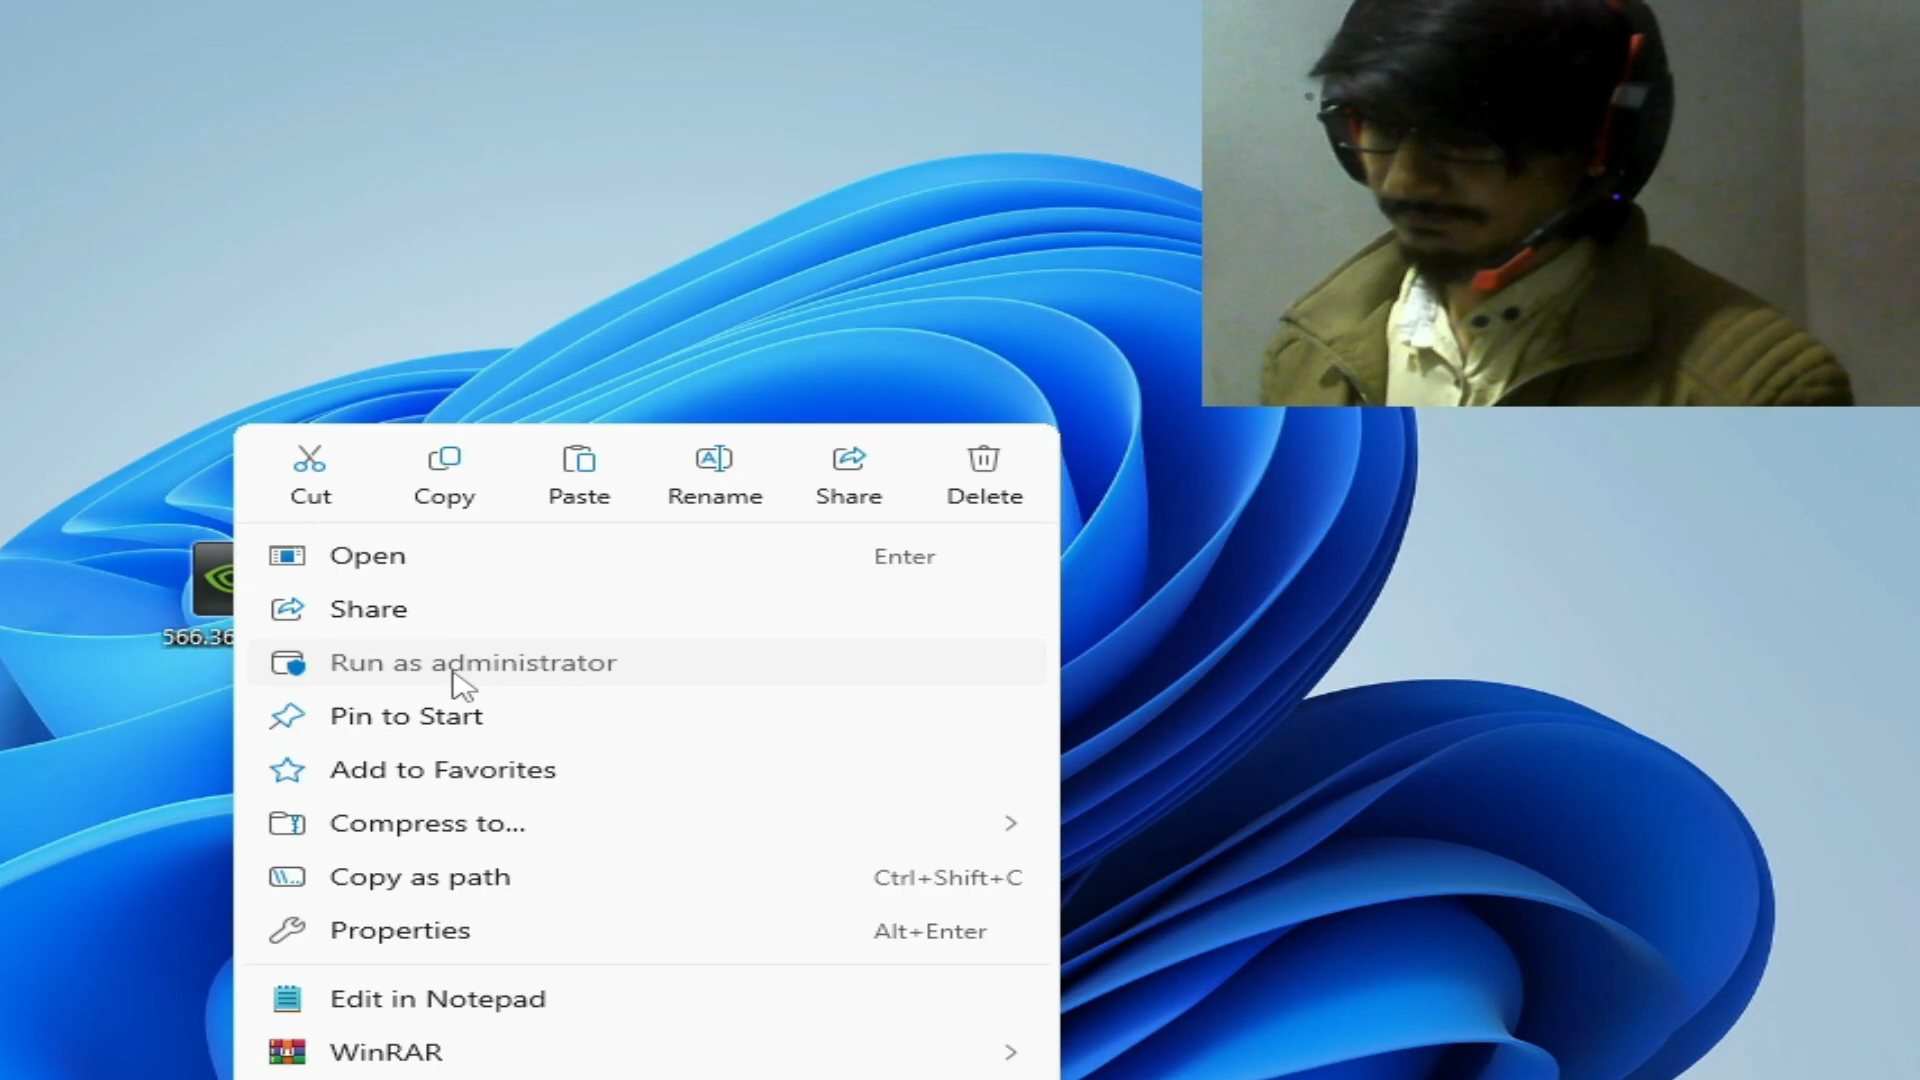 Cut Copy Paste Rename Share Delete
Open Enter
Share
566.36
Run as administrator
Pin to Start
Add to Favorites
Compress to... 
Copy as path Ctrl+Shift+C
Properties Alt+Enter
Edit in Notepad
WinRAR